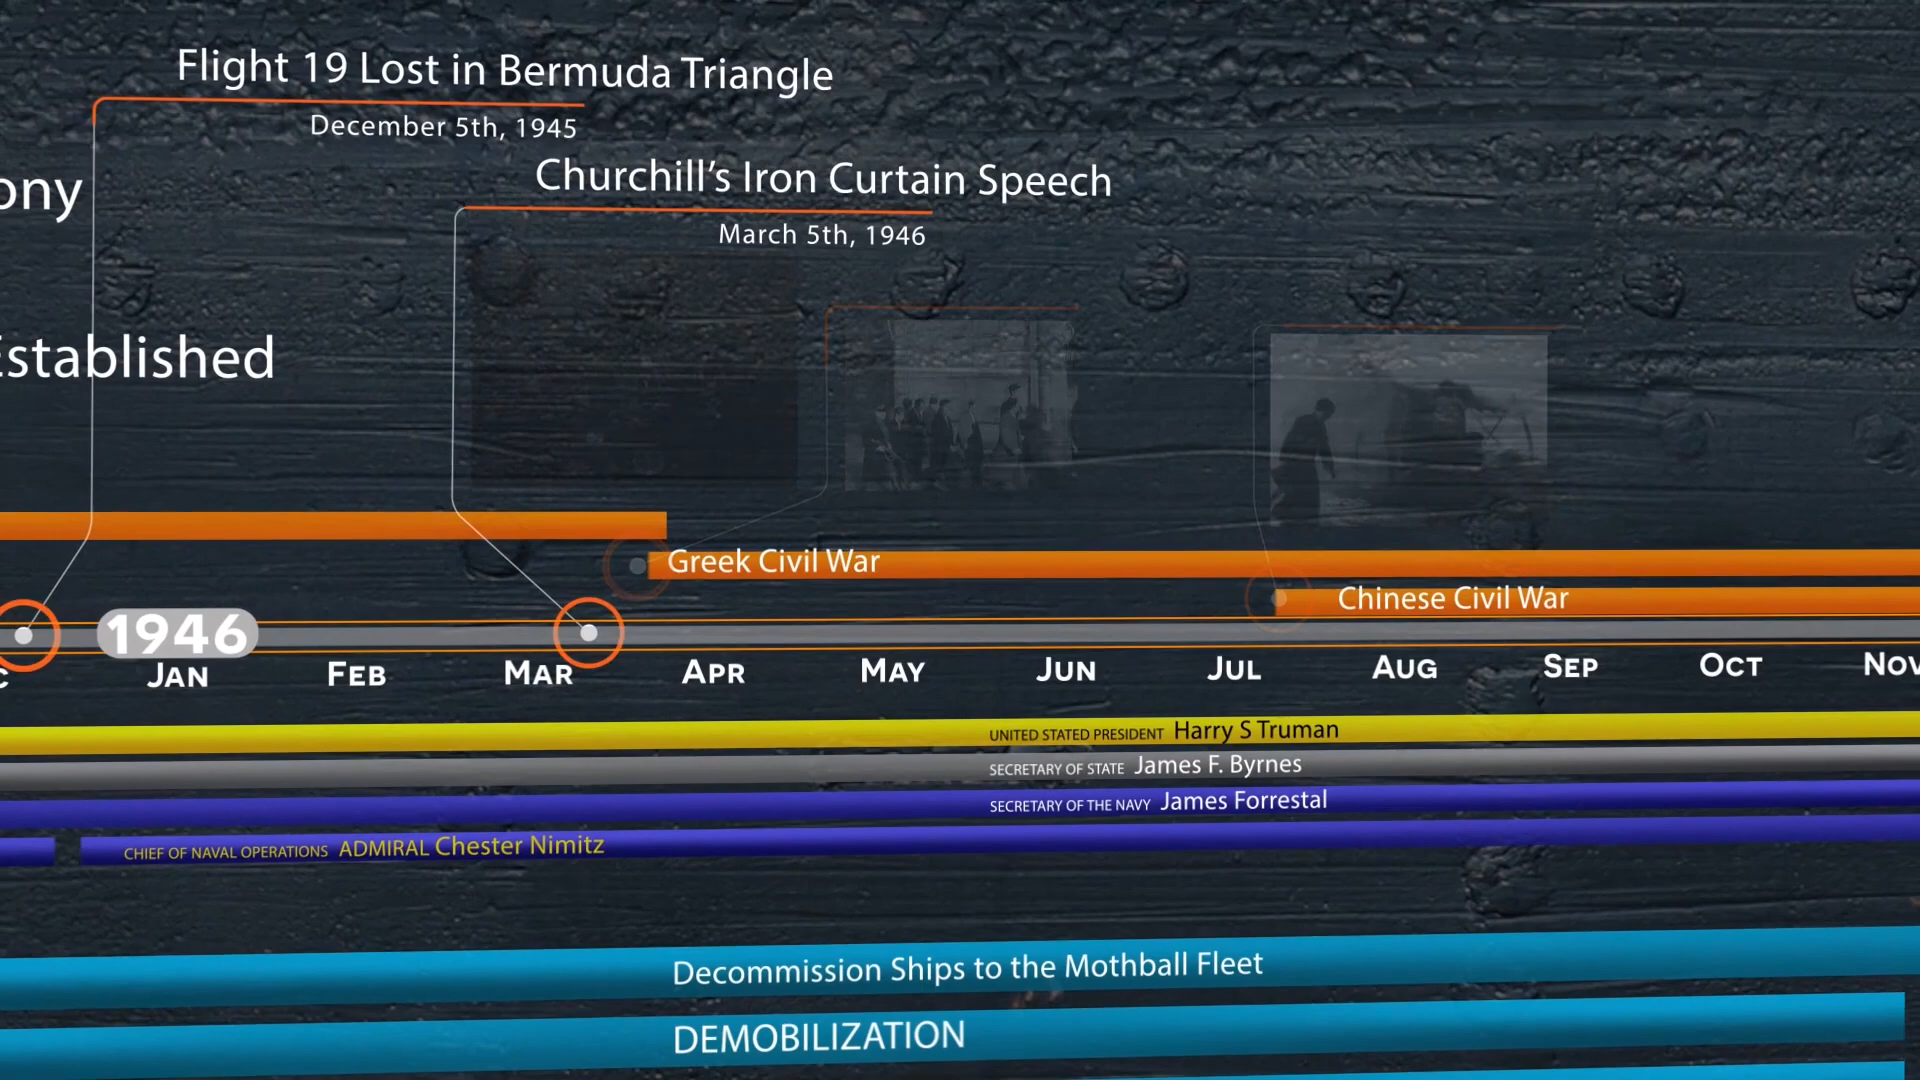 Flight 19 Lost in Bermuda Triangle
December 5th, 1945
Churchill's Iron Curtain Speech
March 5th, 1946
ony
Established
Greek Civil War
Chinese Civil War
1946
c JAN FEB MAR APR MAY JUN JUL AUG SEP OCT NOV
UNITED STATED PRESIDENT Harry S Truman
SECRETARY OF STATE James F. Byrnes
SECRETARY OF THE NAVY James Forrestal
CHIEF OF NAVAL OPERATIONS ADMIRAL Chester Nimitz
Decommission Ships to the Mothball Fleet
DEMOBILIZATION